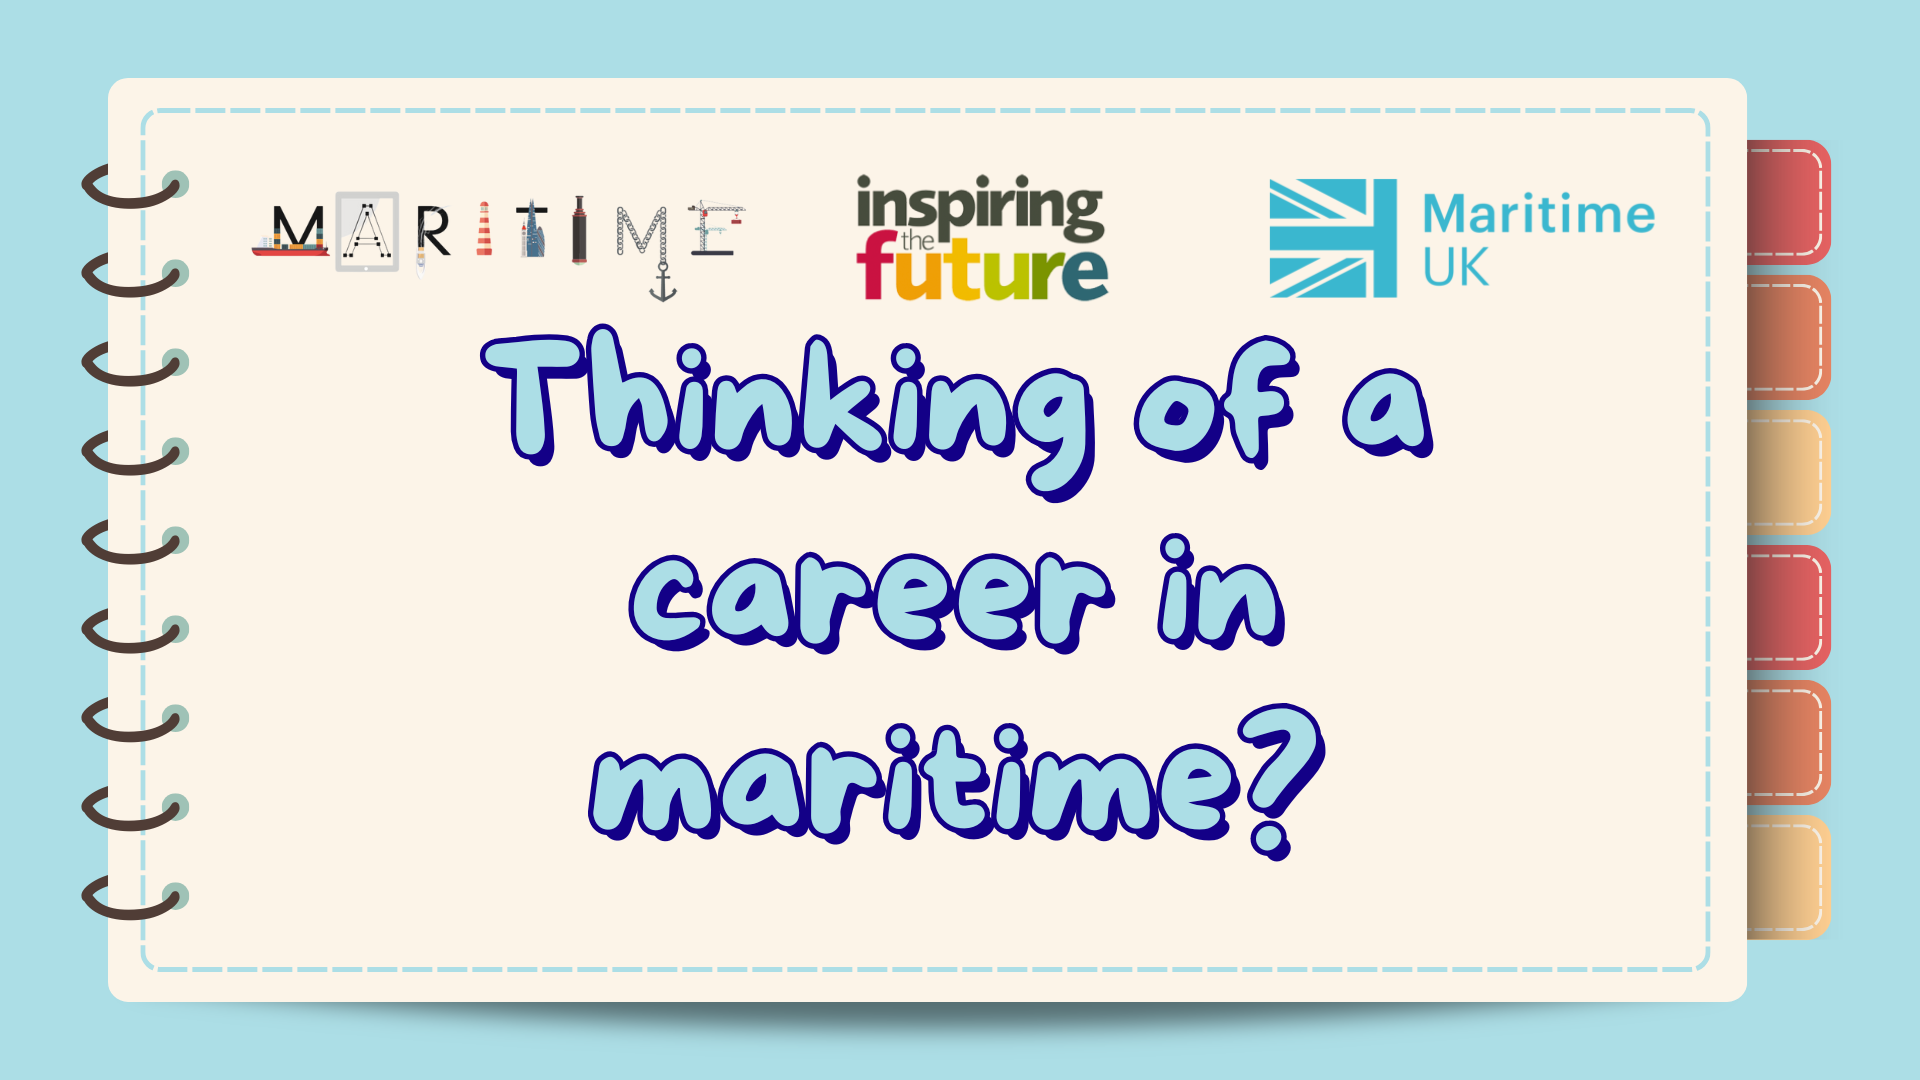 MARITIME
inspiring
the
future
Maritime
UK
Thinking of a
career in
maritime?